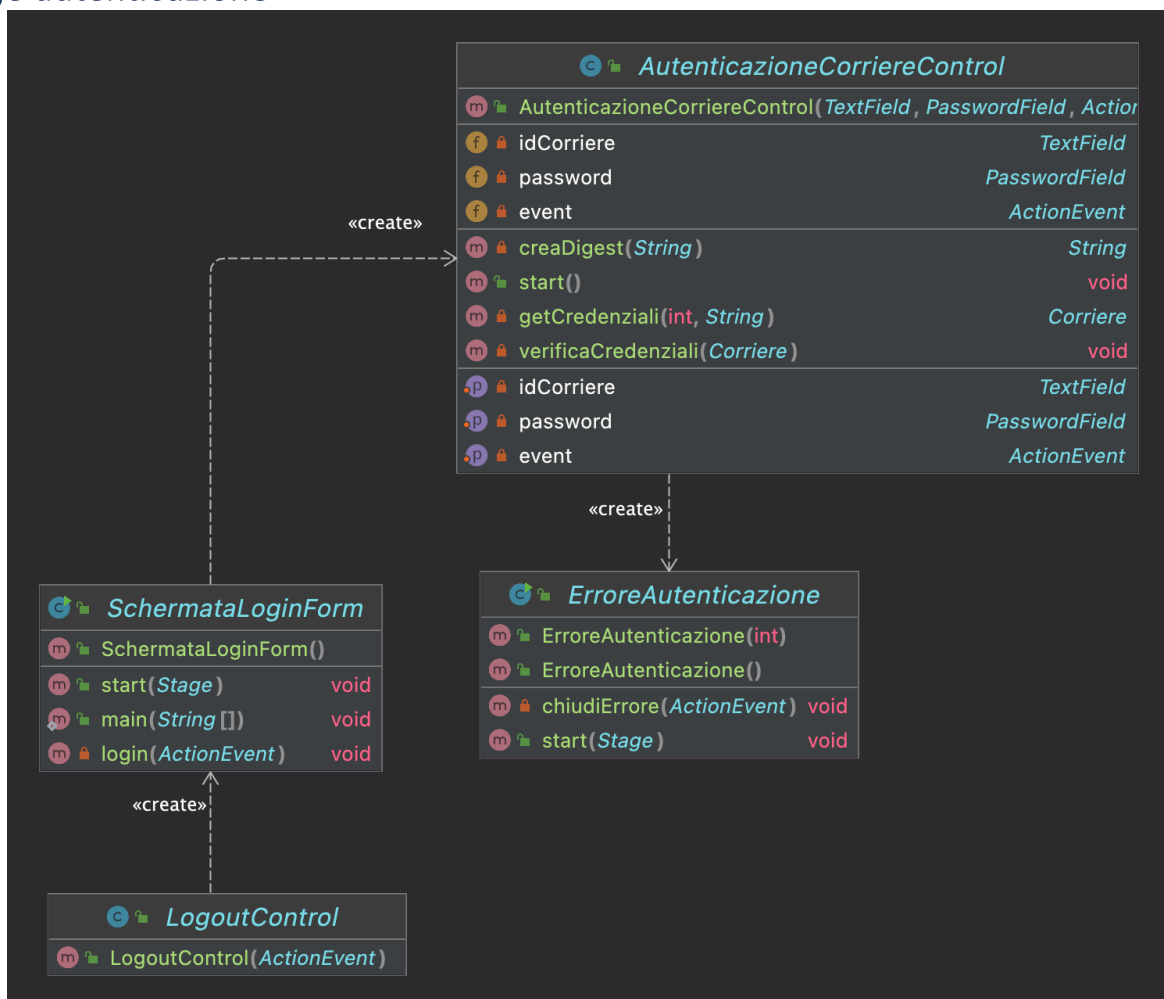 autenticazione
AutenticazioneCorriereControl
AutenticazioneCorriereControl(TextField, PasswordField, Action
idCorriere TextField
password PasswordField
event ActionEvent
creaDigest(String) String
start() void
getCredenziali(int, String) Corriere
verificaCredenziali(Corriere) void
idCorriere TextField
password PasswordField
event ActionEvent
«create»
«create»
SchermataLoginForm
SchermataLoginForm()
start(Stage) void
main(String[]) void
login(ActionEvent) void
ErroreAutenticazione
ErroreAutenticazione(int)
ErroreAutenticazione()
chiudiErrore(ActionEvent) void
start(Stage) void
«create»
LogoutControl
LogoutControl(ActionEvent)